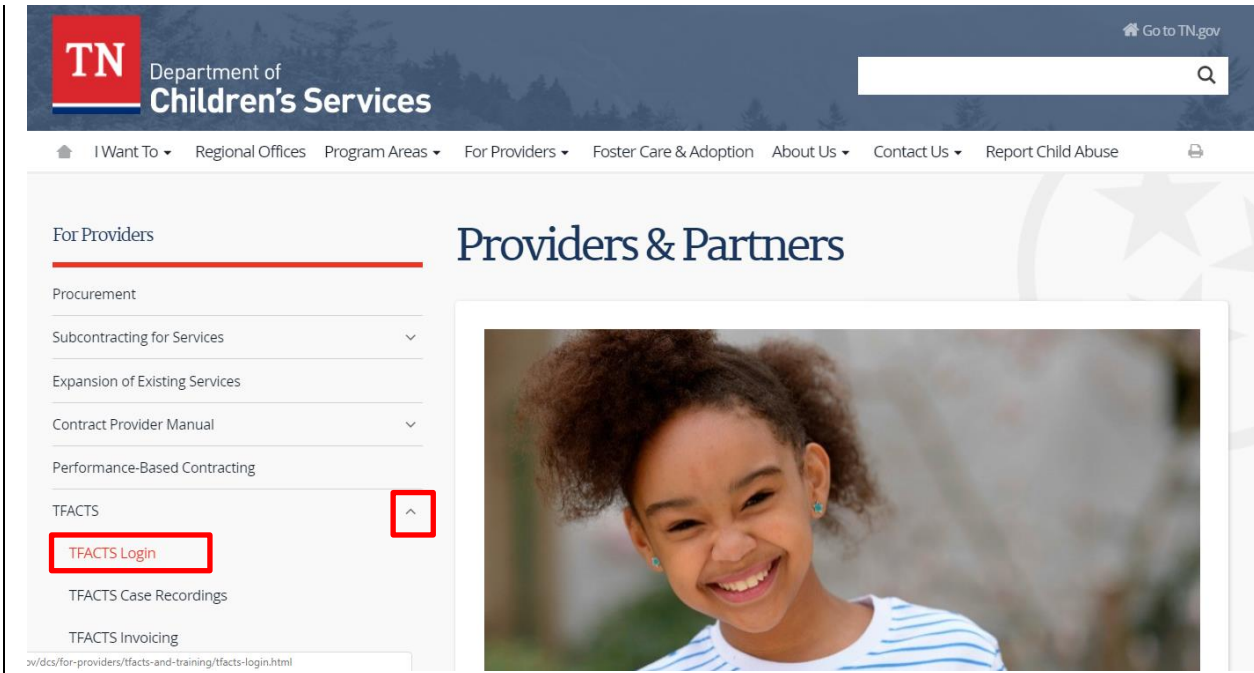 Go to TN.gov
TN
Department of
Children's Services
I Want To Regional Offices Program Areas For Providers Foster Care & Adoption About Us Contact Us Report Child Abuse
For Providers
Procurement
Subcontracting for Services
Expansion of Existing Services
Contract Provider Manual
Performance-Based Contracting
TFACTS
TFACTS Login
TFACTS Case Recordings
TFACTS Invoicing
ov/dcs/for-providers/tfacts-and-training/tfacts-login.html
Providers & Partners